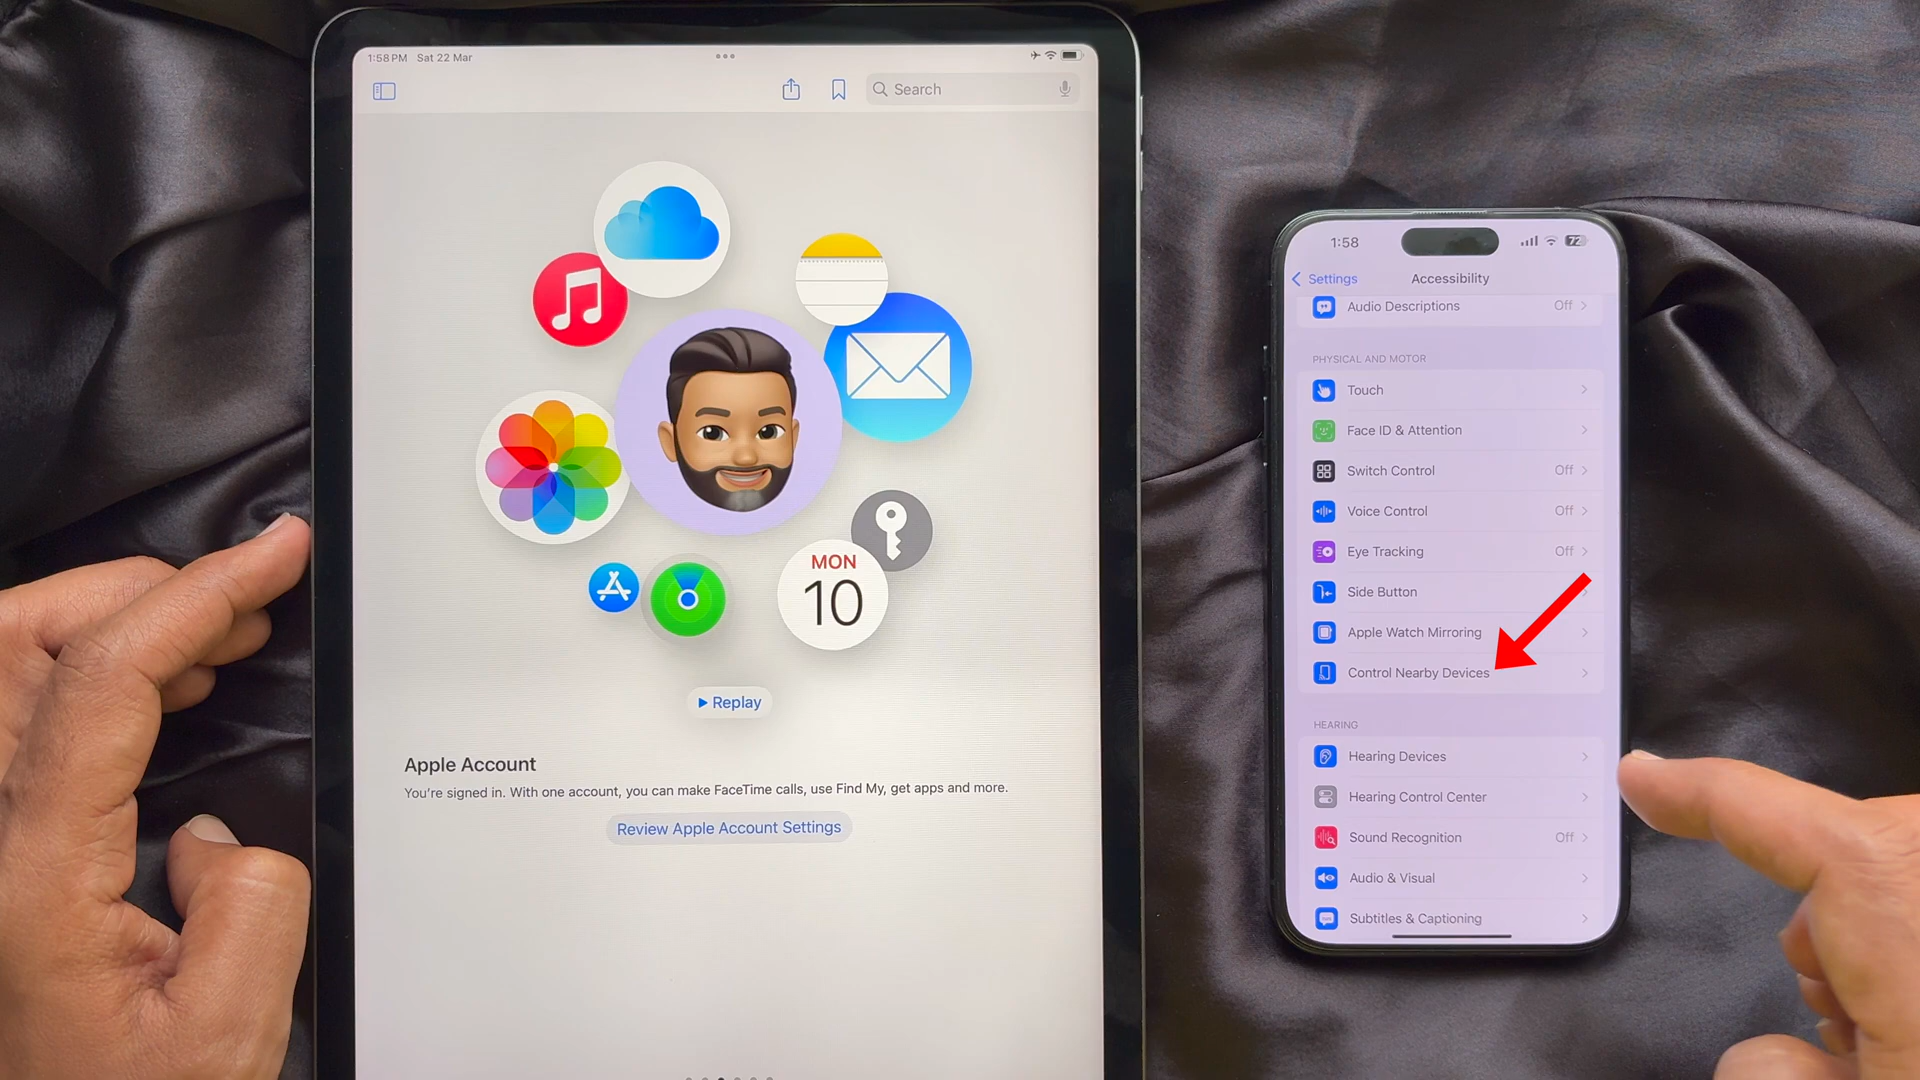 1:58 PM Sat 22 Mar
Search
MON
10
Replay
Apple Account
You're signed in. With one account, you can make FaceTime calls, use Find My, get apps and more.
Review Apple Account Settings
1:58
72
Settings
Accessibility
Audio Descriptions Off
PHYSICAL AND MOTOR
Touch
Face ID & Attention
Switch Control Off
Voice Control Off
Eye Tracking Off
Side Button
Apple Watch Mirroring
Control Nearby Devices
HEARING
Hearing Devices
Hearing Control Center
Sound Recognition Off
Audio & Visual
Subtitles & Captioning